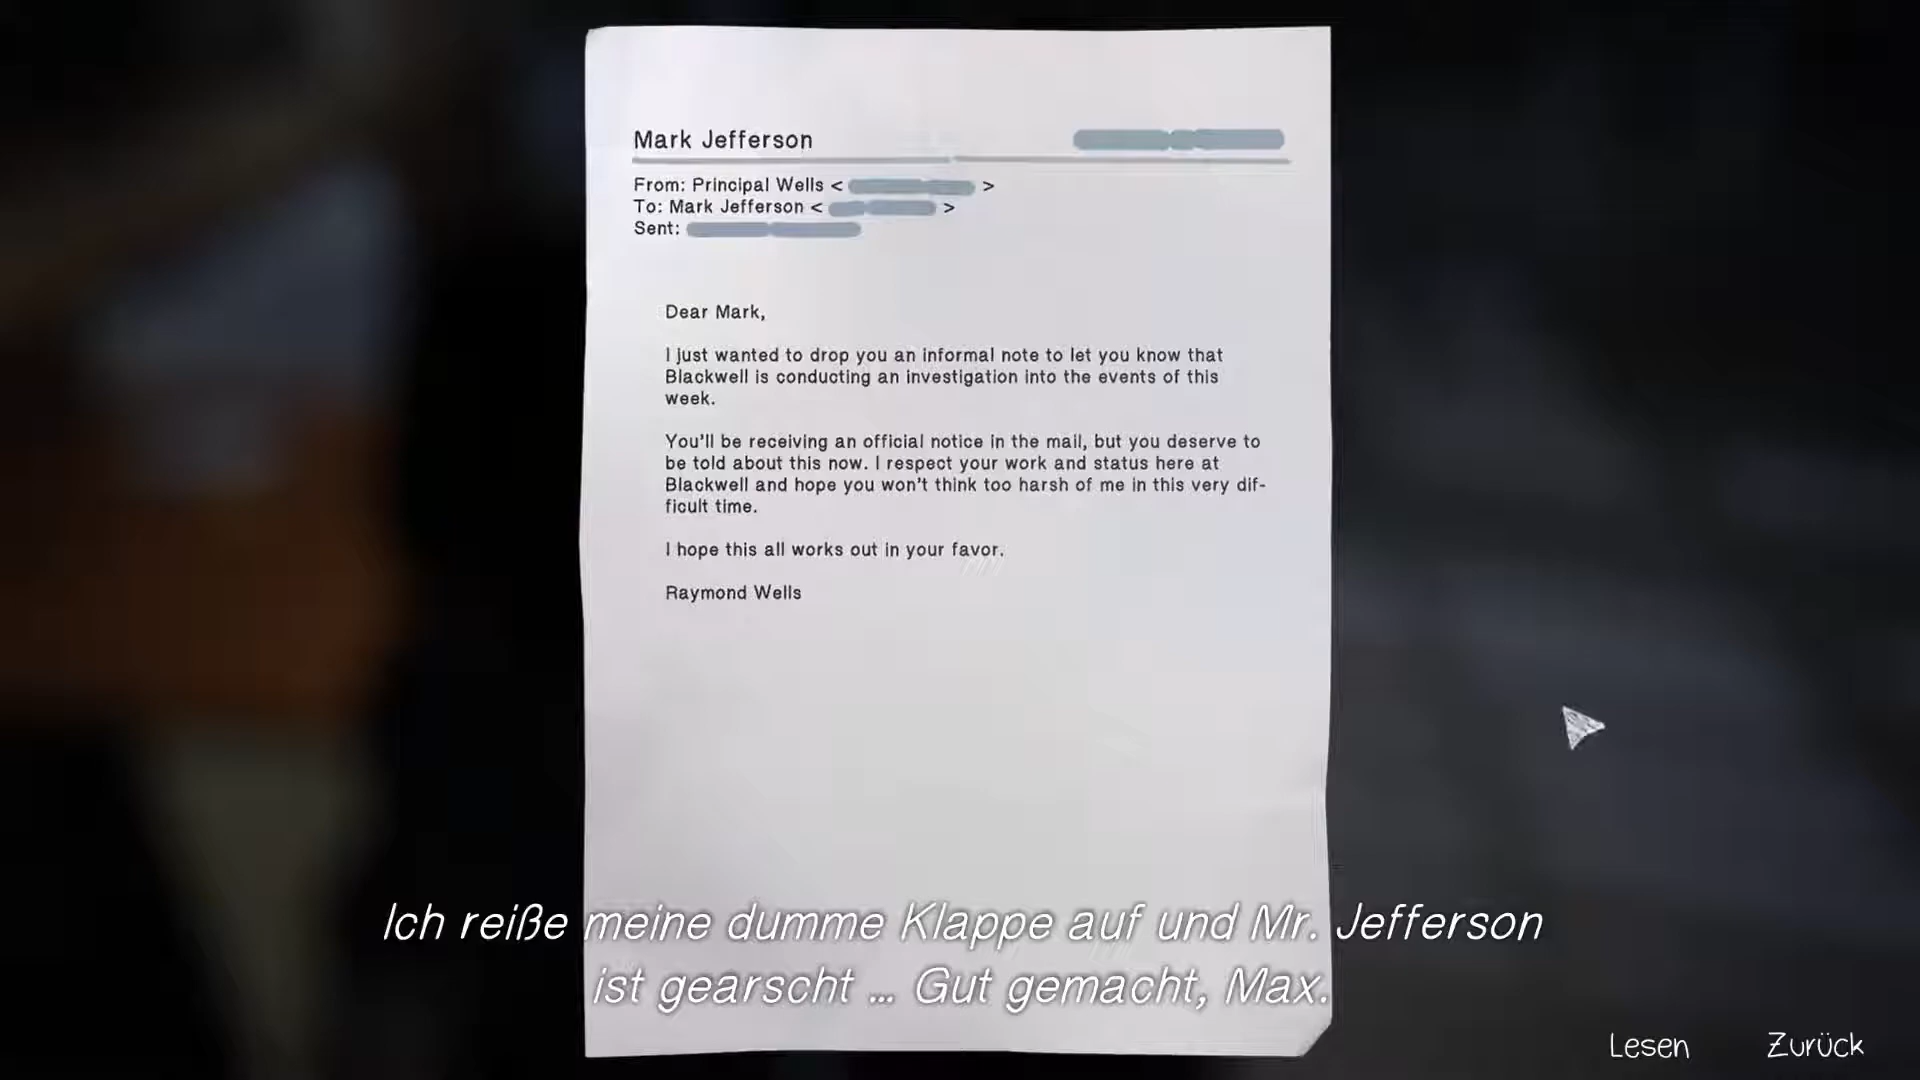 Mark Jefferson
From: Principal Wells < >
To: Mark Jefferson < >
Sent:
Dear Mark,
I just wanted to drop you an informal note to let you know that
Blackwell is conducting an investigation into the events of this
week.
You'll be receiving an official notice in the mail, but you deserve to
be told about this now. I respect your work and status here at
Blackwell and hope you won't think too harsh of me in this very dif-
ficult time.
I hope this all works out in your favor.
Raymond Wells
Ich reiße meine dumme Klappe auf und Mr. Jefferson
ist gearscht ... Gut gemacht, Max.
Lesen Zurück